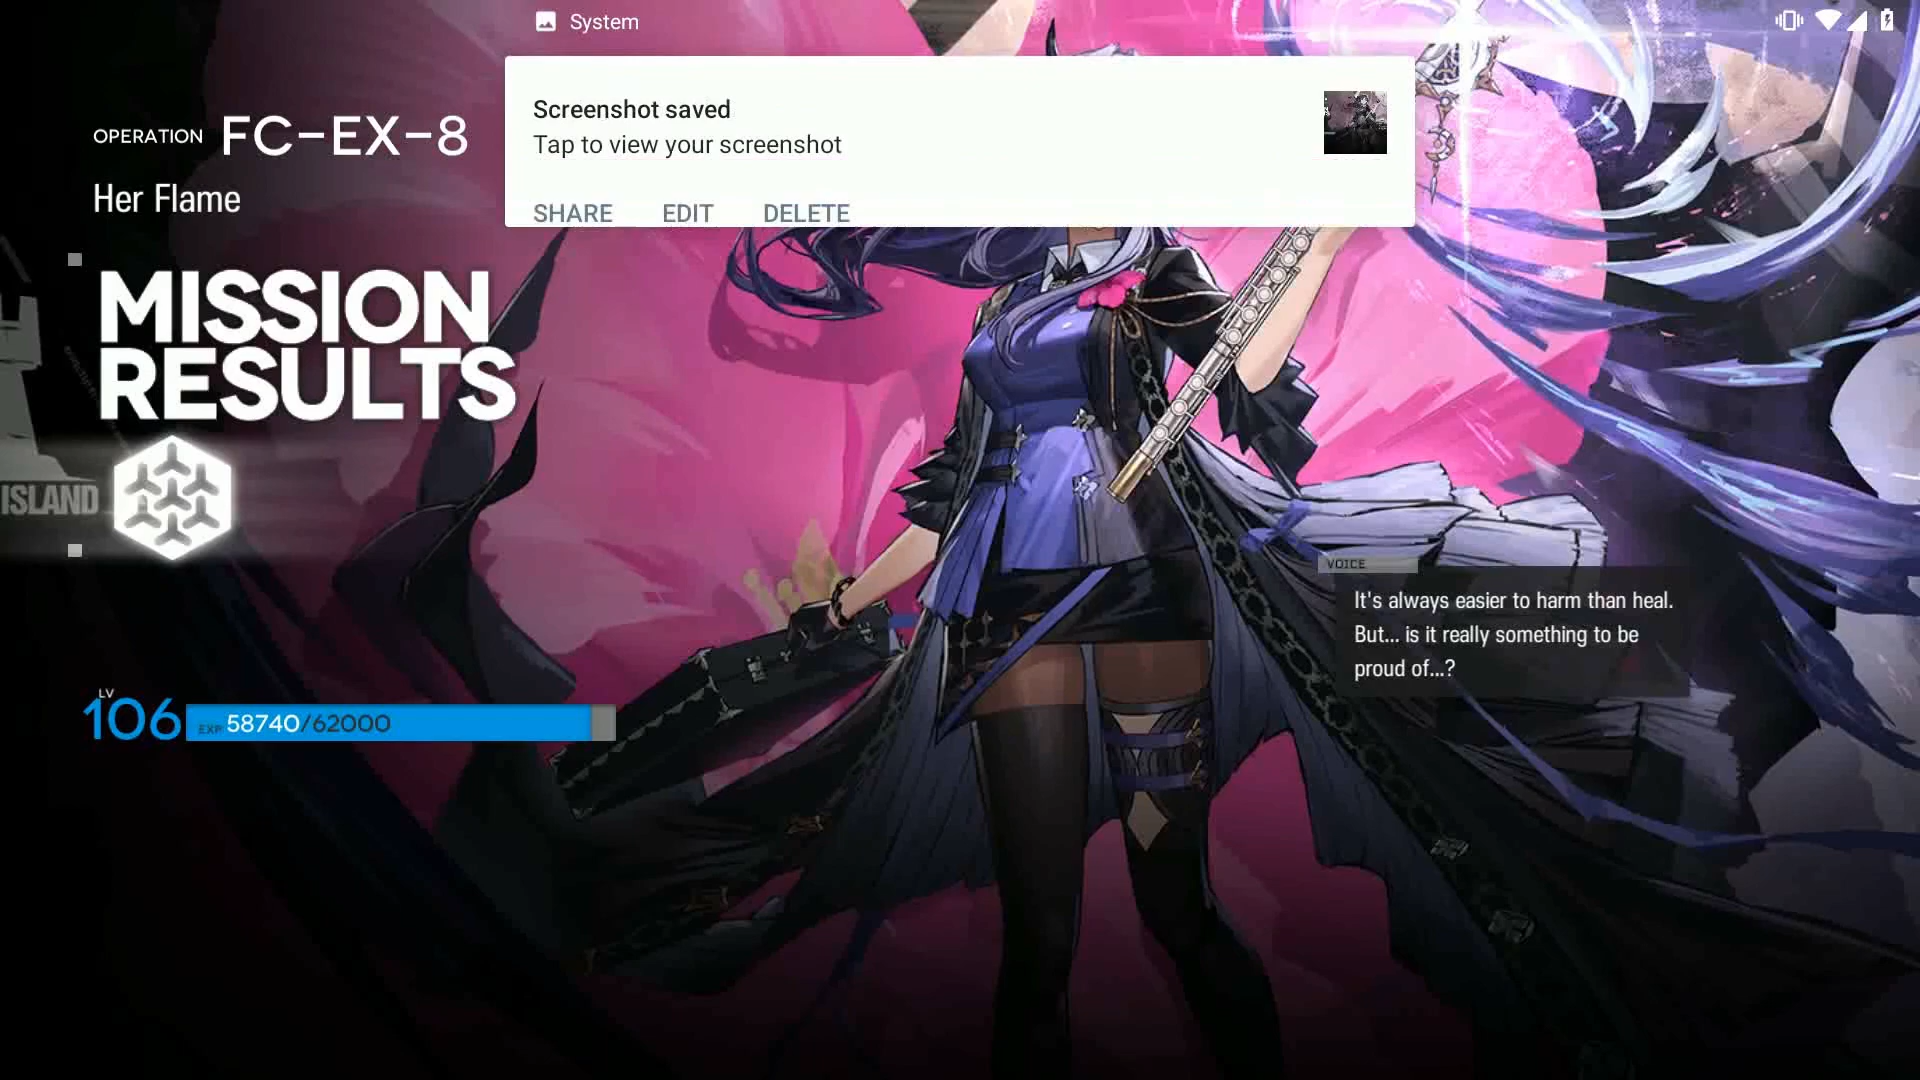 System
Screenshot saved
Tap to view your screenshot
SHARE EDIT DELETE
OPERATION FC-EX-8
Her Flame
MISSION
RESULTS
ISLAND
LV
106
EXP 58740/62000
VOICE
It's always easier to harm than heal.
But... is it really something to be
proud of...?